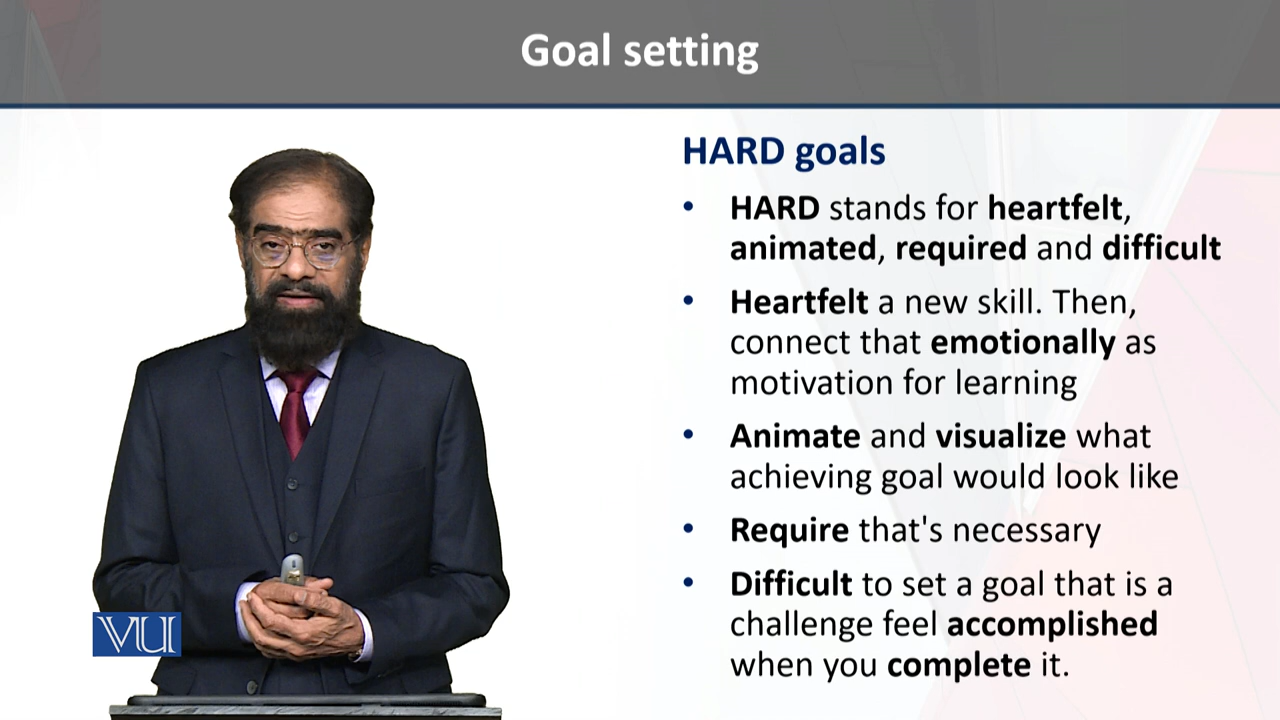 Goal setting
HARD goals
• HARD stands for heartfelt,
animated, required and difficult
• Heartfelt a new skill. Then,
connect that emotionally as
motivation for learning
• Animate and visualize what
achieving goal would look like
• Require that's necessary
• Difficult to set a goal that is a
challenge feel accomplished
when you complete it.
VU